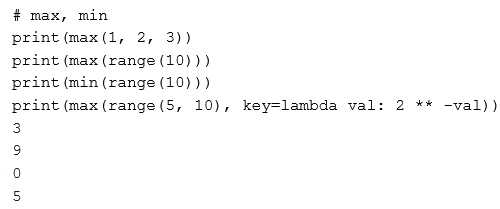 # max, min
print(max(1, 2, 3))
print(max(range(10)))
print(min(range(10)))
print(max(range(5, 10), key=lambda val: 2 ** -val))
3
9
0
5